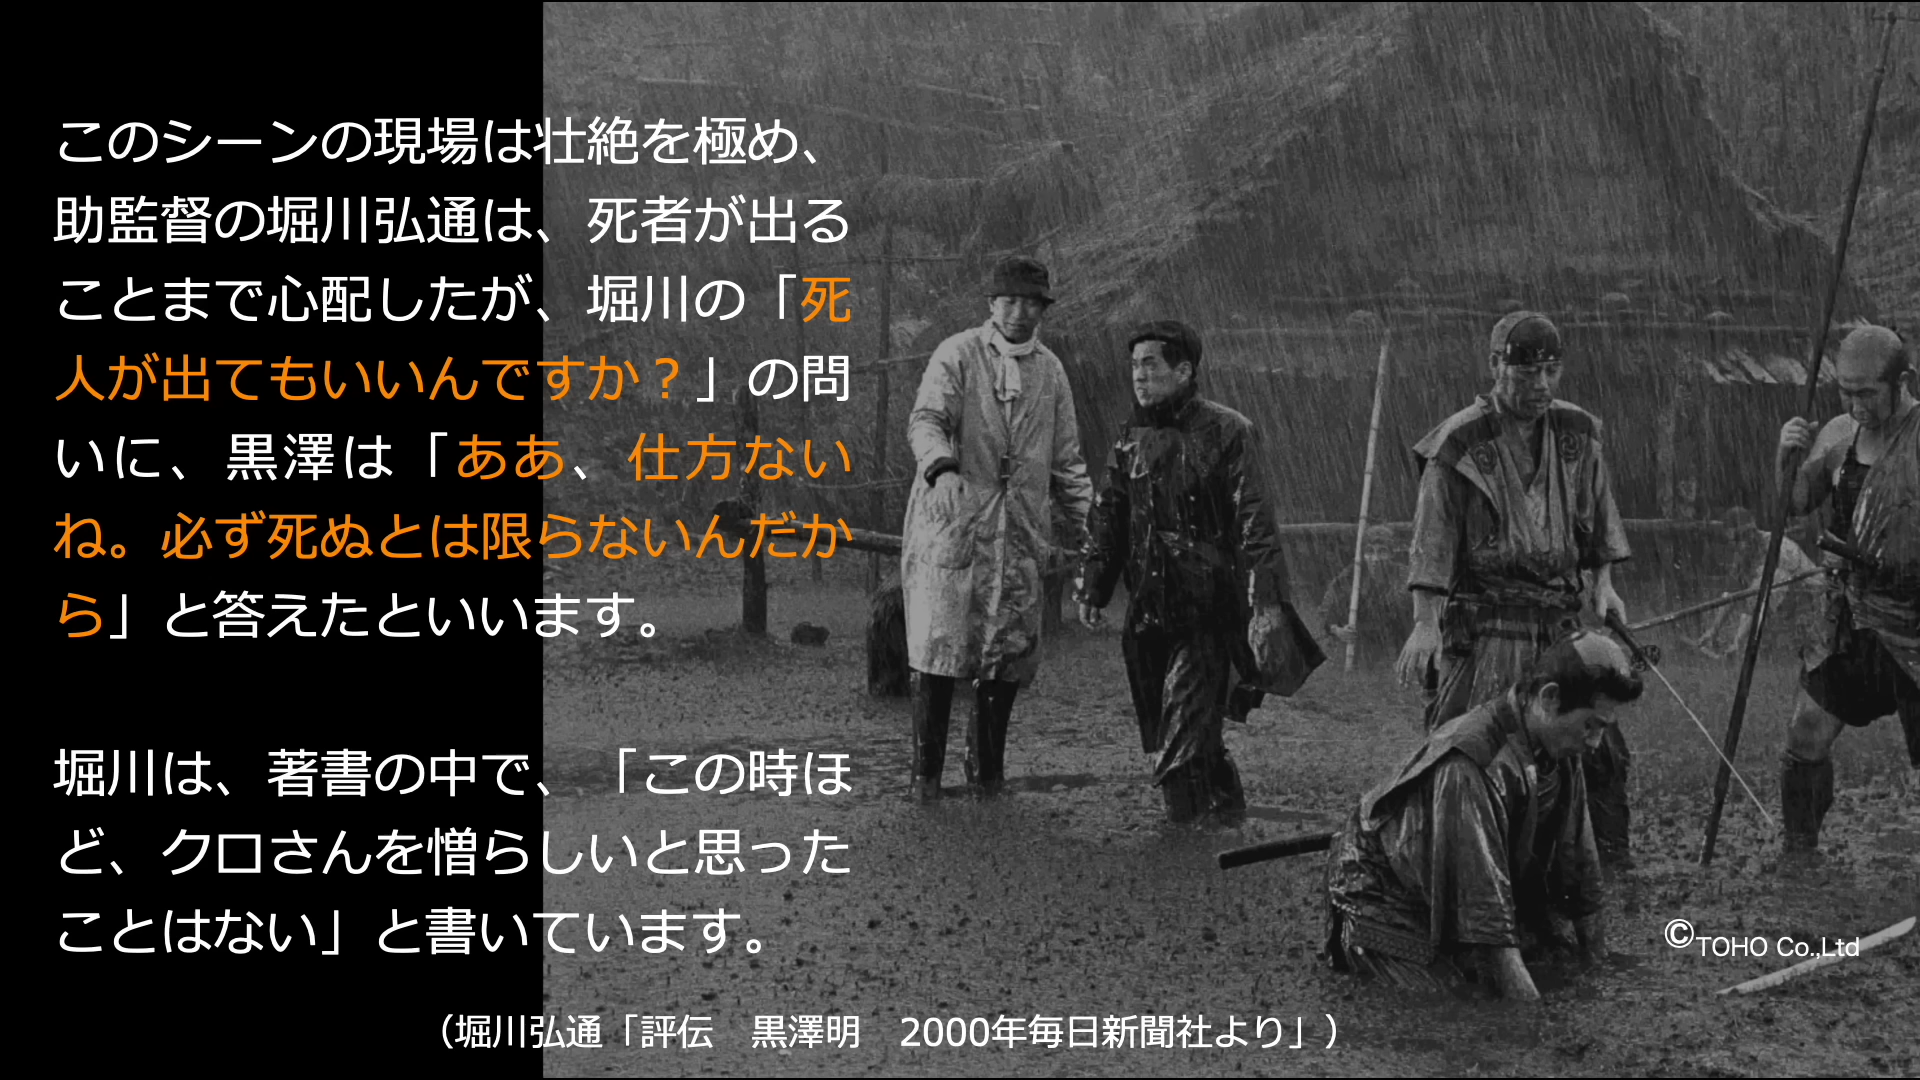 このシーンの現場は壮絶を極め、
助監督の堀川弘通は、死者が出る
ことまで心配したが、堀川の「死
人が出てもいいんですか？」の問
いに、黒澤は「ああ、仕方ない
ね。必ず死ぬとは限らないんだか
ら」と答えたといいます。
堀川は、著書の中で、「この時ほ
ど、クロさんを憎らしいと思った
ことはない」と書いています。
©TOHO Co.,Ltd
（堀川弘通「評伝　黒澤明　2000年毎日新聞社より」）